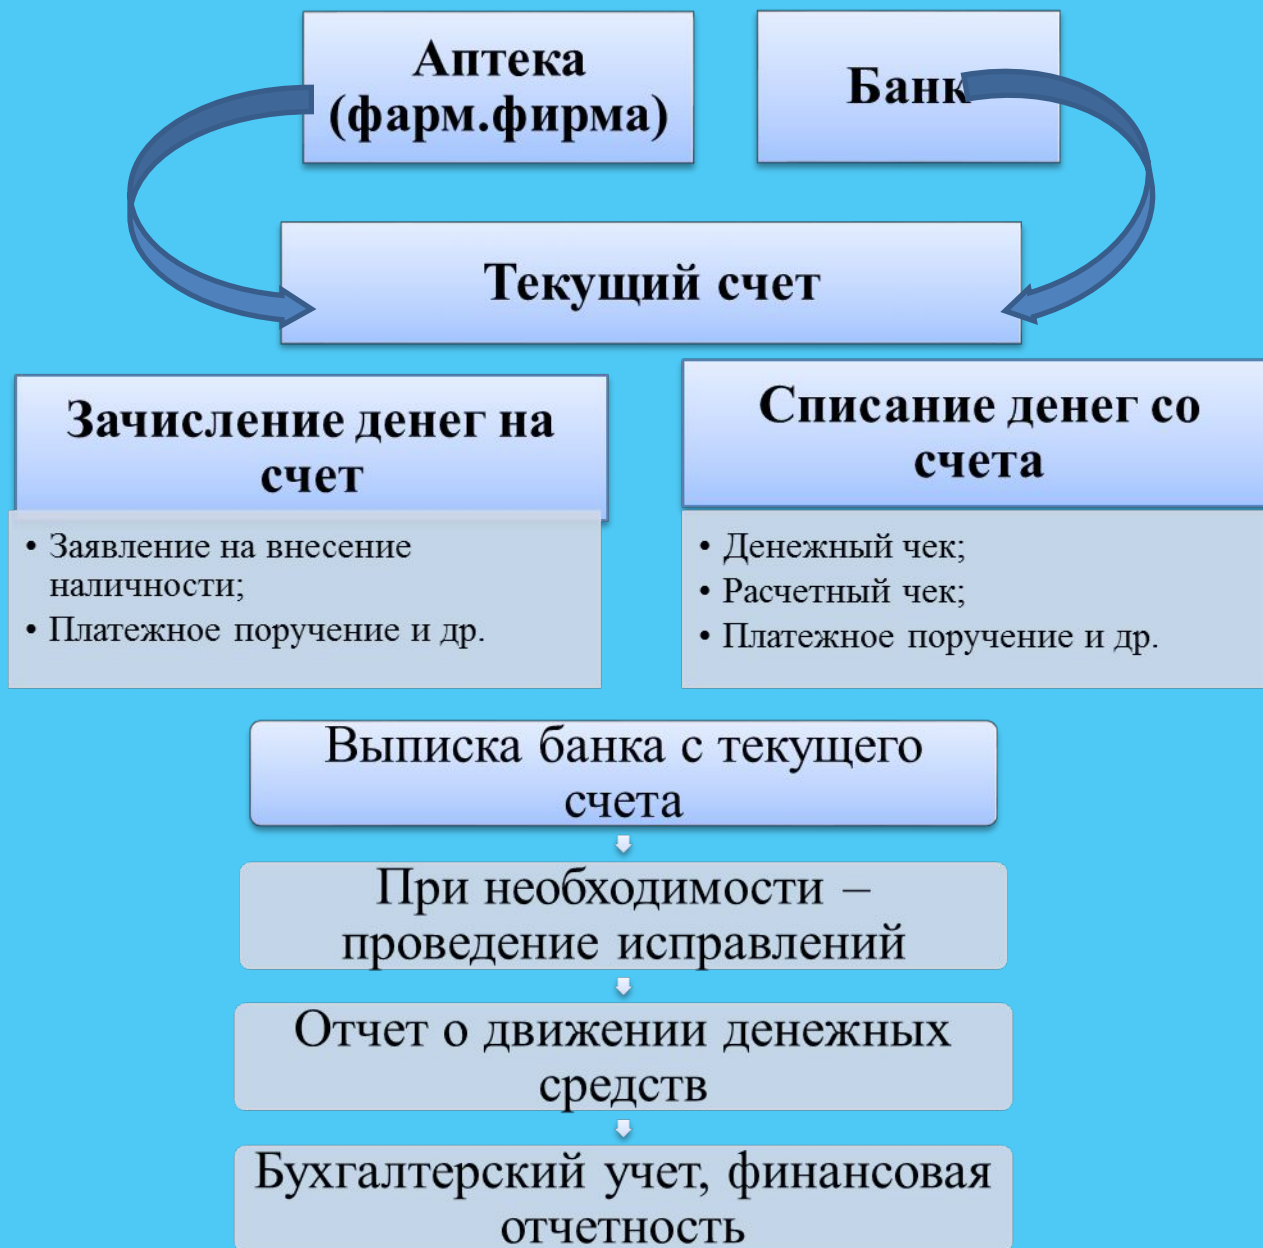 Аптека
(фарм.фирма)
Банк
Текущий счет
Зачисление денег на
счет
• Заявление на внесение
наличности;
• Платежное поручение и др.
Списание денег со
счета
• Денежный чек;
• Расчетный чек;
• Платежное поручение и др.
Выписка банка с текущего
счета
При необходимости –
проведение исправлений
Отчет о движении денежных
средств
Бухгалтерский учет, финансовая
отчетность